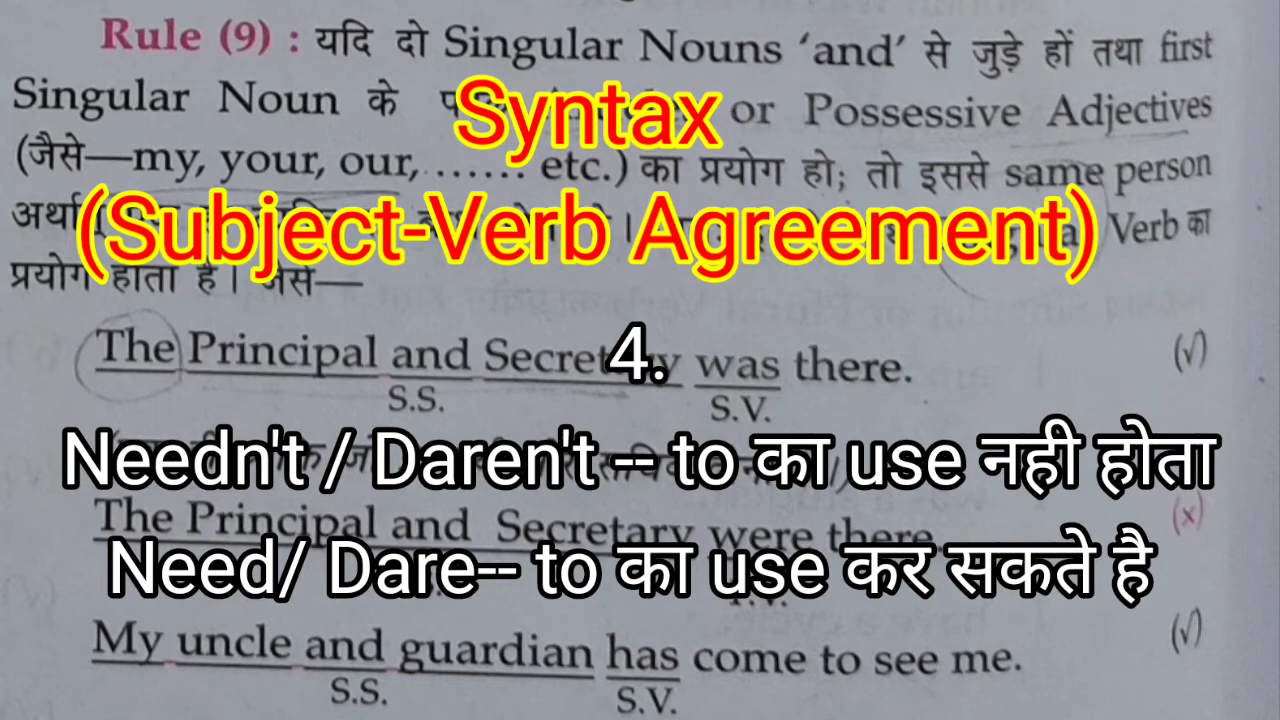 Rule (9) : यदि दो Singular Nouns ‘and’ से जुड़े हों तथा first
Singular Noun के or Possessive Adjectives
Syntax
(जैसे—my, your, our, ...... etc.) का प्रयोग हो; तो इससे same person
अर्थात् Verb का
(Subject-Verb Agreement)
प्रयोग होता है। जैसे—
The Principal and Secretary was there. (√)
4.
S.S. S.V.
Needn't / Daren't -- to का use नही होता
The Principal and Secretary were there (×)
Need/ Dare-- to का use कर सकते है
My uncle and guardian has come to see me. (√)
S.S. S.V.